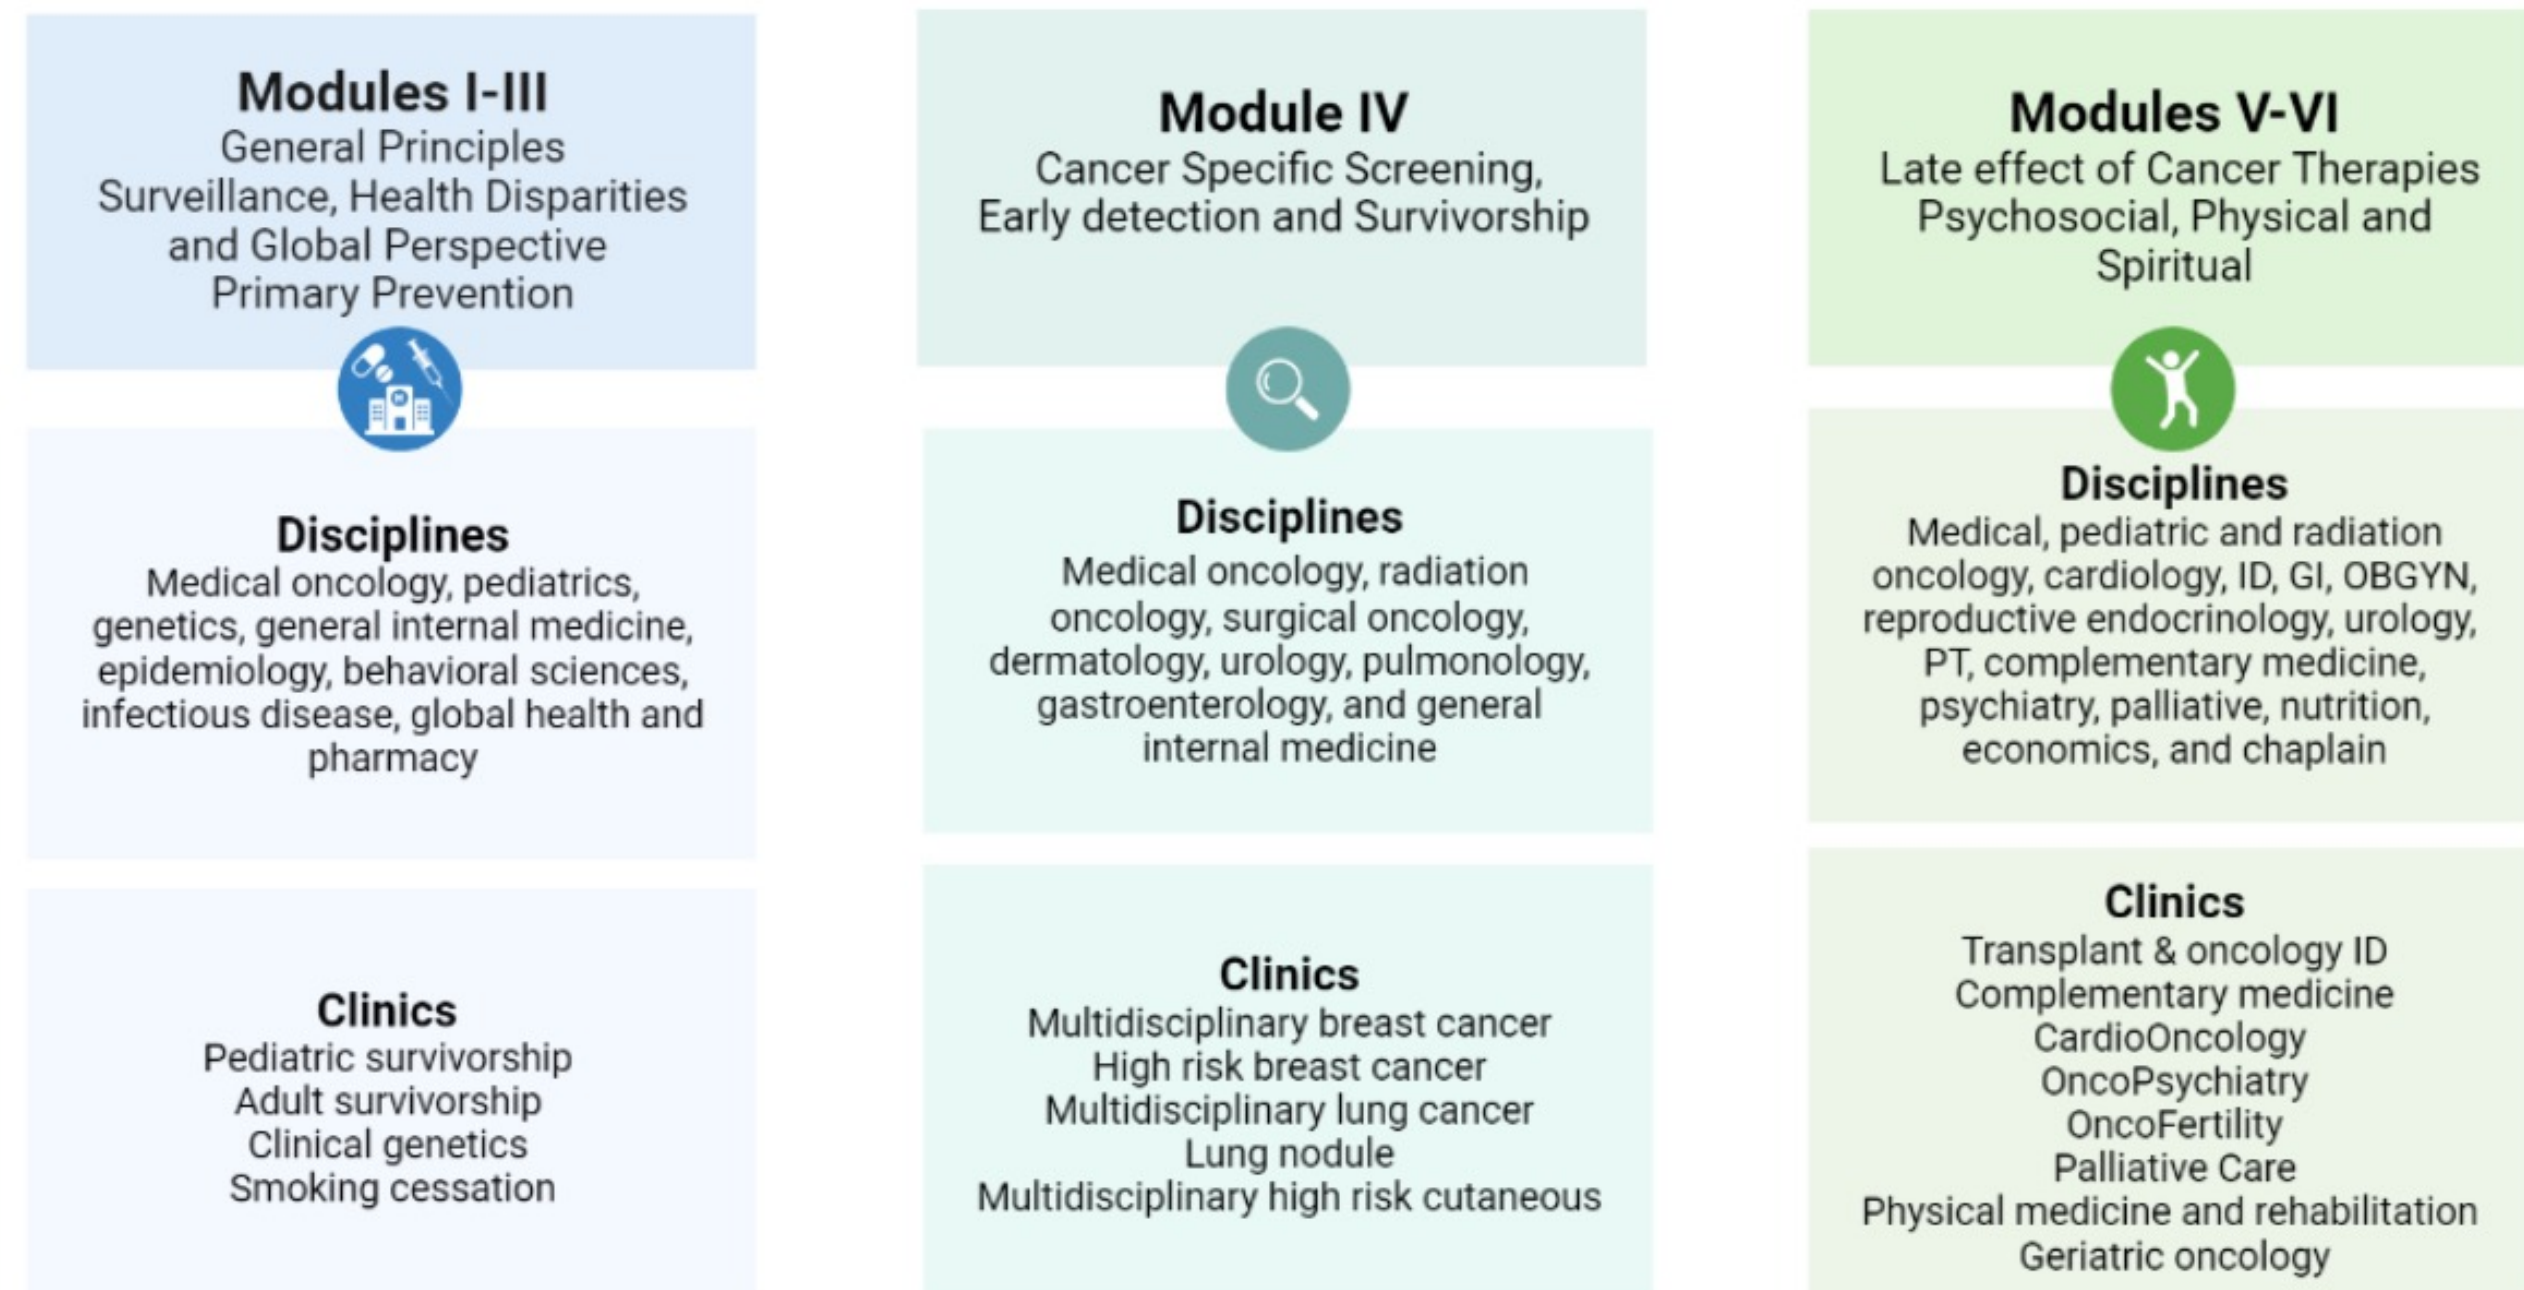 Modules I-III
General Principles
Surveillance, Health Disparities
and Global Perspective
Primary Prevention
Disciplines
Medical oncology, pediatrics,
genetics, general internal medicine,
epidemiology, behavioral sciences,
infectious disease, global health and
pharmacy
Clinics
Pediatric survivorship
Adult survivorship
Clinical genetics
Smoking cessation
Module IV
Cancer Specific Screening,
Early detection and Survivorship
Disciplines
Medical oncology, radiation
oncology, surgical oncology,
dermatology, urology, pulmonology,
gastroenterology, and general
internal medicine
Clinics
Multidisciplinary breast cancer
High risk breast cancer
Multidisciplinary lung cancer
Lung nodule
Multidisciplinary high risk cutaneous
Modules V-VI
Late effect of Cancer Therapies
Psychosocial, Physical and
Spiritual
Disciplines
Medical, pediatric and radiation
oncology, cardiology, ID, GI, OBGYN,
reproductive endocrinology, urology,
PT, complementary medicine,
psychiatry, palliative, nutrition,
economics, and chaplain
Clinics
Transplant & oncology ID
Complementary medicine
CardioOncology
OncoPsychiatry
OncoFertility
Palliative Care
Physical medicine and rehabilitation
Geriatric oncology